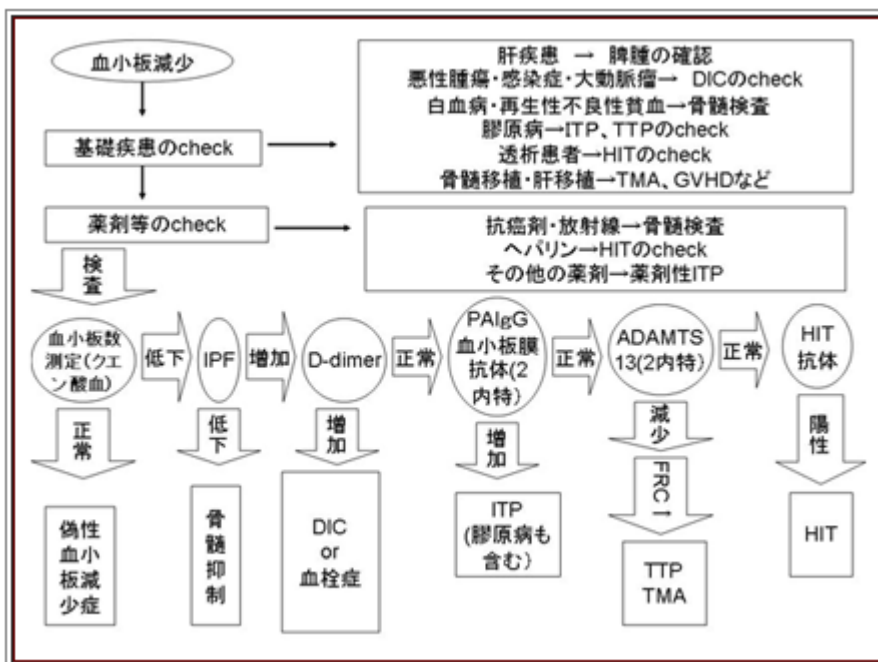 血小板減少
肝疾患 → 脾腫の確認
悪性腫瘍・感染症・大動脈瘤→ DICのcheck
白血病・再生性不良性貧血→骨髄検査
膠原病→ITP、TTPのcheck
透析患者→HITのcheck
骨髄移植・肝移植→TMA、GVHDなど
基礎疾患のcheck
薬剤等のcheck
抗癌剤・放射線→骨髄検査
ヘパリン→HITのcheck
その他の薬剤→薬剤性ITP
検査
血小板数
測定(クエ
ン酸血)
低下
IPF
増加
D-dimer
正常
PAIgG
血小板膜
抗体(2
内特)
正常
ADAMTS
13(2内特)
正常
HIT
抗体
正常
低下
増加
増加
減少
FRC↑
陽性
偽性
血小
板減
少症
骨髄抑制
DIC
or
血栓症
ITP
(膠原病も
含む)
TTP
TMA
HIT